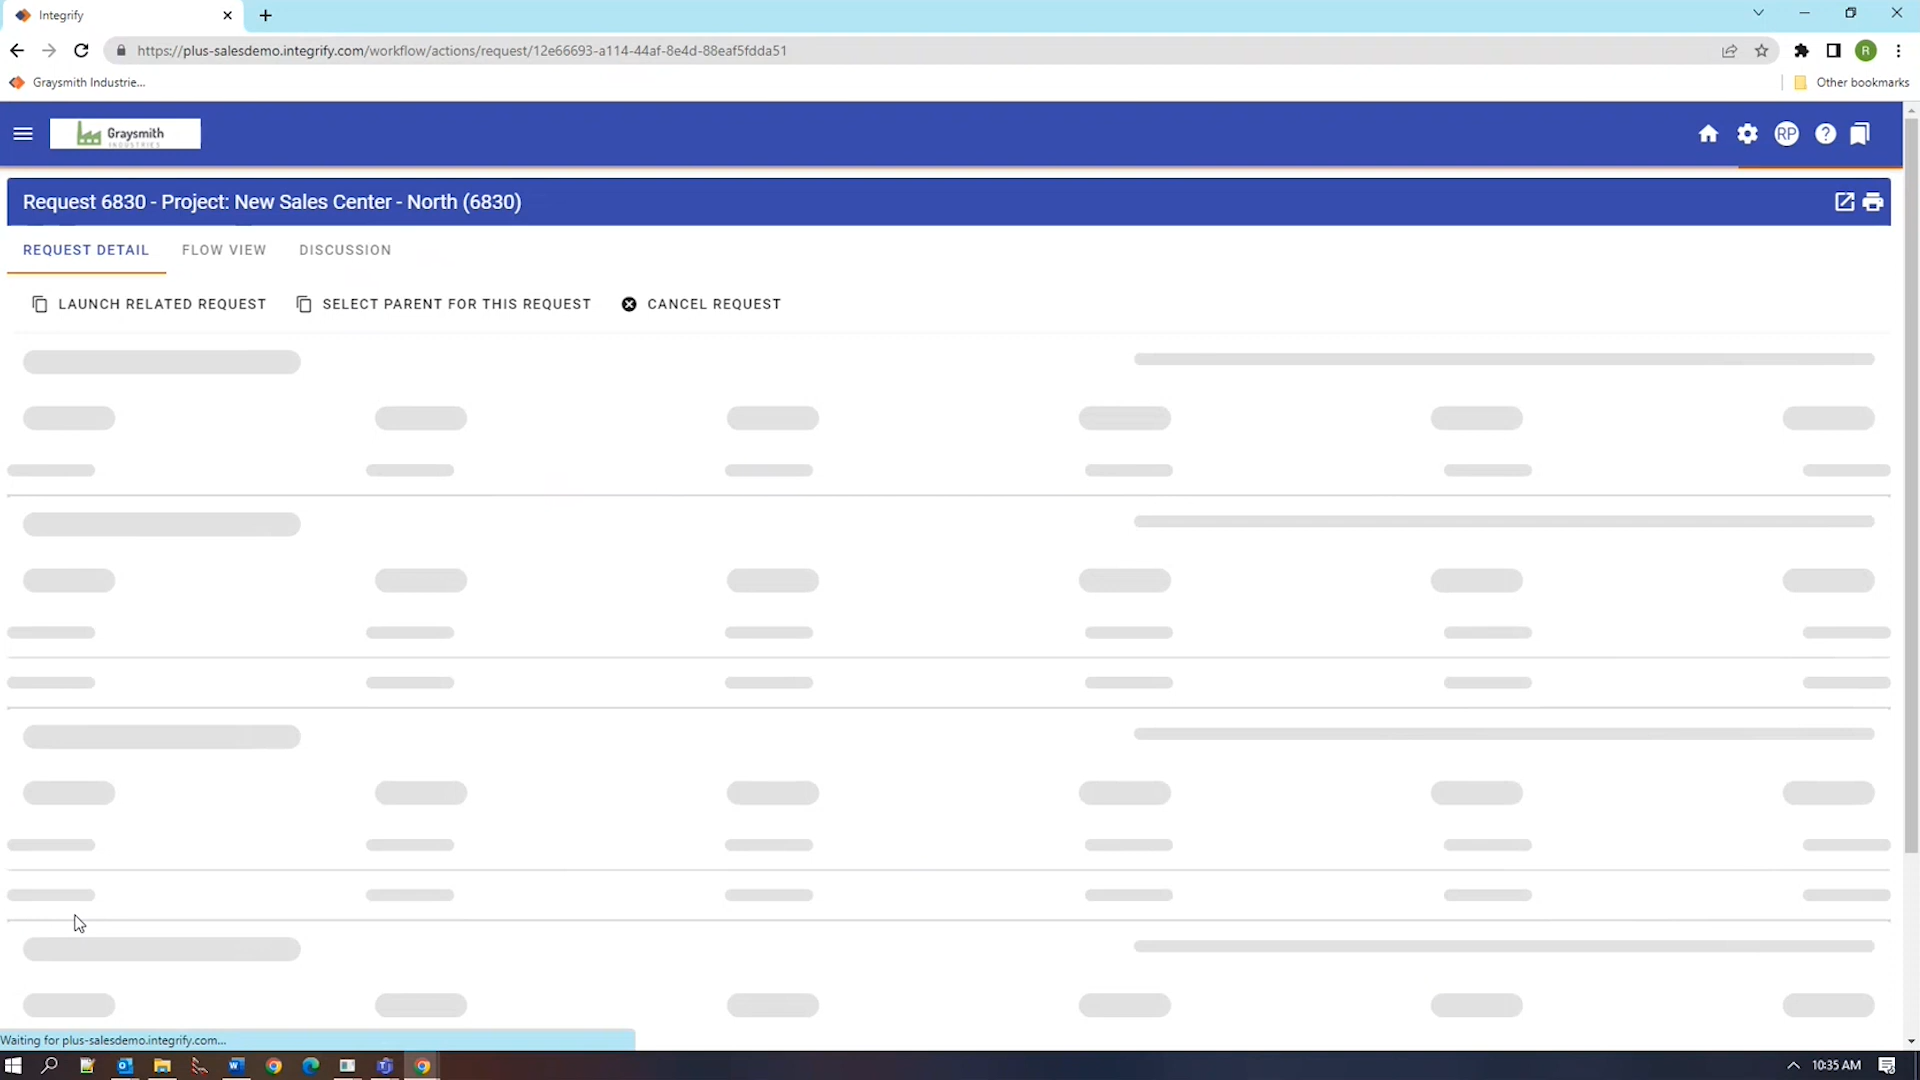 Integrify
https://plus-salesdemo.integrify.com/workflow/actions/request/12e66693-a114-44af-8e4d-88eaf5fdda51
R
Graysmith Industrie...
Other bookmarks
Graysmith
INDUSTRIES
RP
?
Request 6830 - Project: New Sales Center - North (6830)
REQUEST DETAIL
FLOW VIEW
DISCUSSION
LAUNCH RELATED REQUEST
SELECT PARENT FOR THIS REQUEST
CANCEL REQUEST
Waiting for plus-salesdemo.integrify.com...
10:35 AM